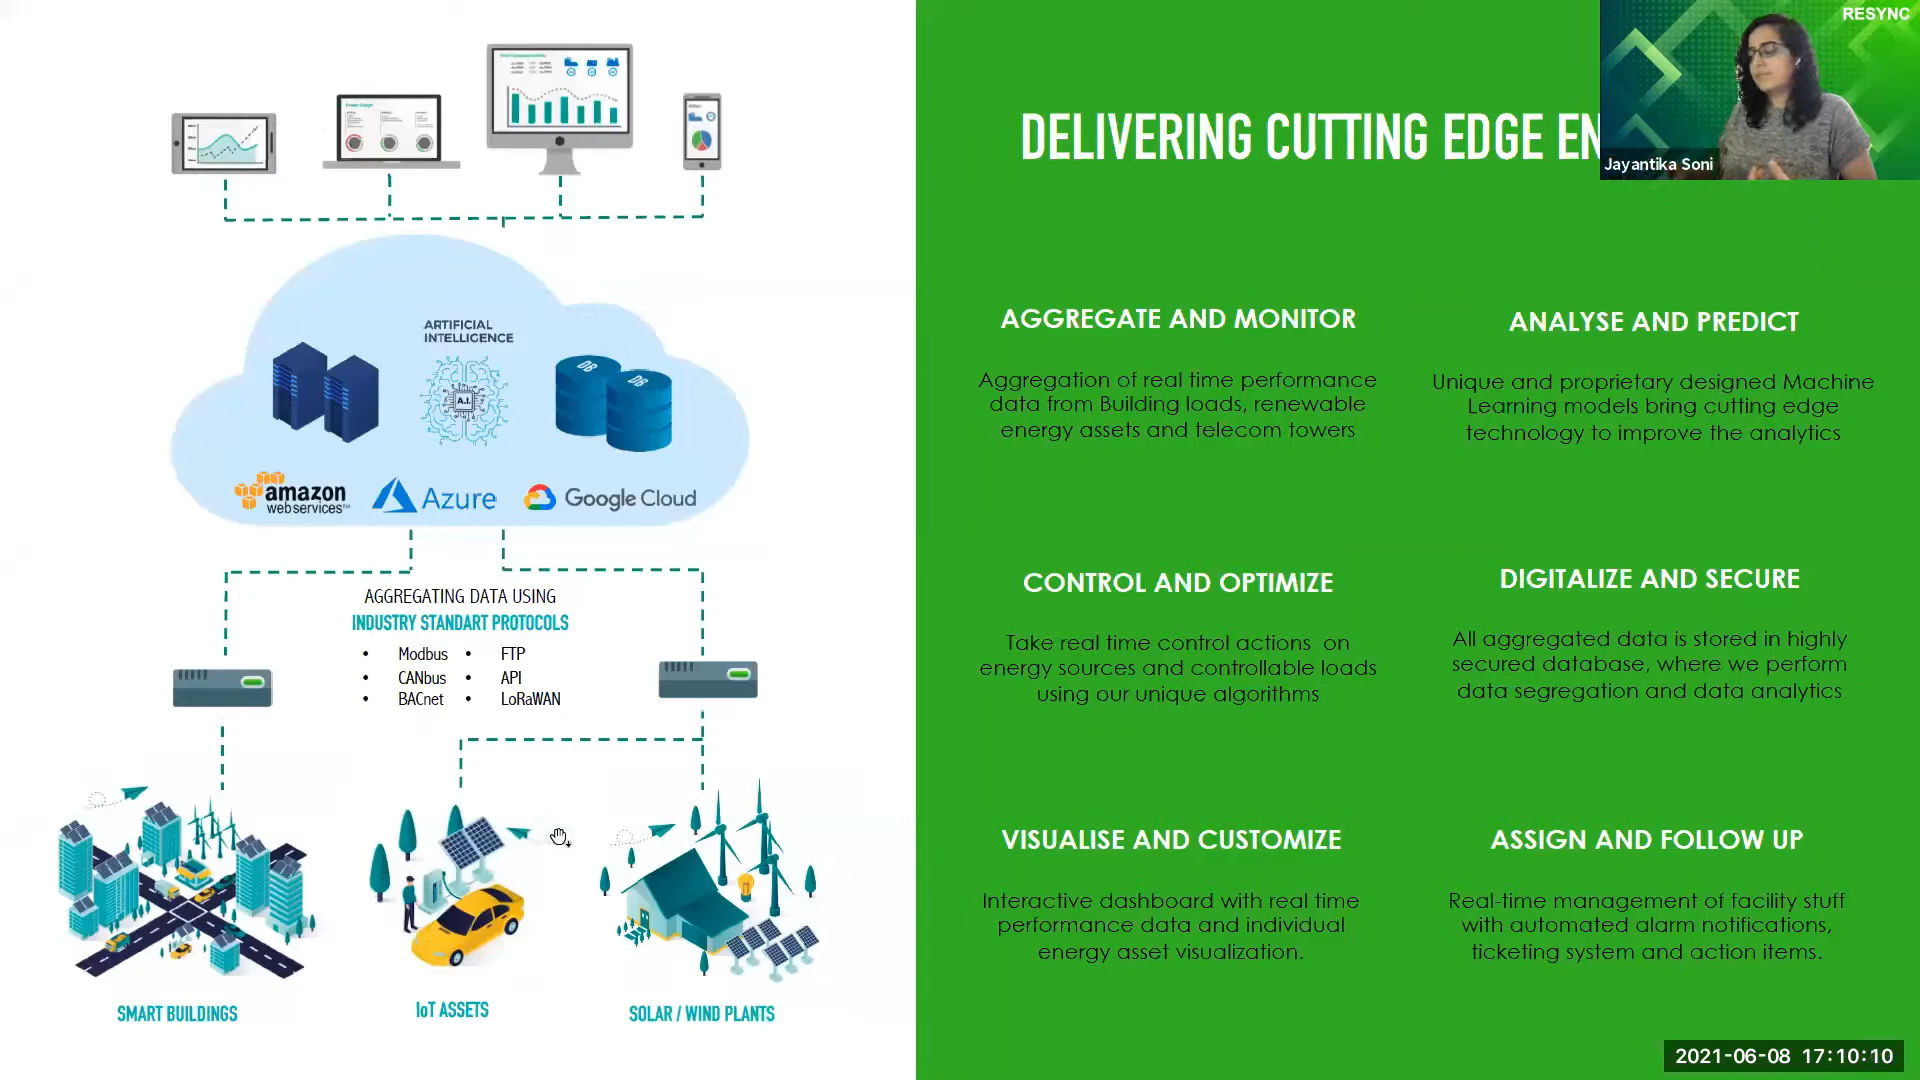 ARTIFICIAL
INTELLIGENCE
A.I.
DB
DB
amazon
webservices™
Azure
Google Cloud
AGGREGATING DATA USING
INDUSTRY STANDART PROTOCOLS
• Modbus • FTP
• CANbus • API
• BACnet • LoRaWAN
SMART BUILDINGS
IoT ASSETS
SOLAR / WIND PLANTS
DELIVERING CUTTING EDGE EN
RESYNC
Jayantika Soni
AGGREGATE AND MONITOR
Aggregation of real time performance
data from Building loads, renewable
energy assets and telecom towers
ANALYSE AND PREDICT
Unique and proprietary designed Machine
Learning models bring cutting edge
technology to improve the analytics
CONTROL AND OPTIMIZE
Take real time control actions on
energy sources and controllable loads
using our unique algorithms
DIGITALIZE AND SECURE
All aggregated data is stored in highly
secured database, where we perform
data segregation and data analytics
VISUALISE AND CUSTOMIZE
Interactive dashboard with real time
performance data and individual
energy asset visualization.
ASSIGN AND FOLLOW UP
Real-time management of facility stuff
with automated alarm notifications,
ticketing system and action items.
2021-06-08 17:10:10